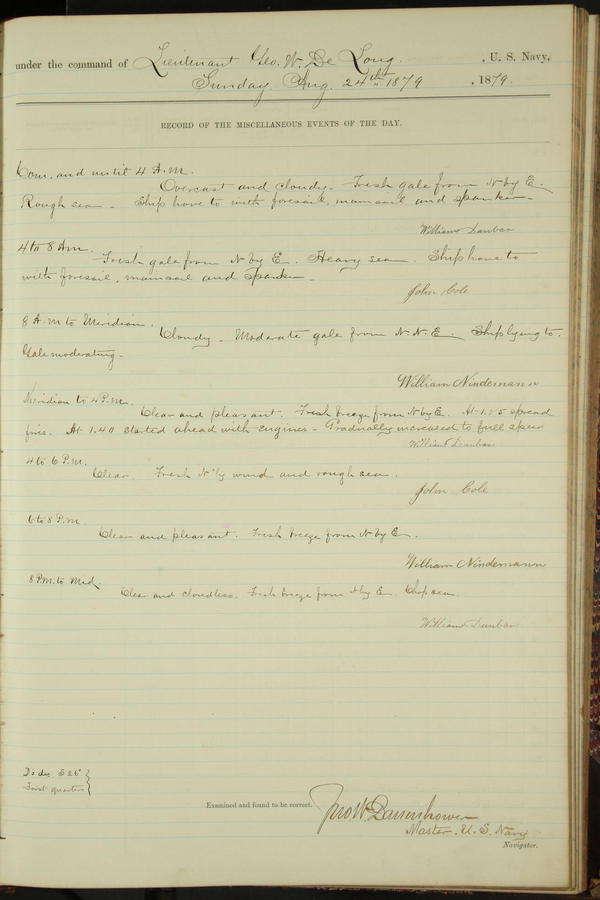 under the command of Lieutenant Geo. W. De Long , U. S. Navy,
Sunday Aug. 24th 1879 , 1879.
RECORD OF THE MISCELLANEOUS EVENTS OF THE DAY.
Com. and until 4 A.M.
Overcast and cloudy. Fresh gale from N by E.
Rough sea. Ship hove to with foresail, mainsail and spanker.
William Dunbar
4 to 8 A.M.
Fresh gale from N by E. Heavy sea. Ship hove to
with foresail, mainsail and spanker.
John Cole
8 A.M to Meridian.
Cloudy. Moderate gale from N.N.E. Ship lying to.
Gale moderating.
William Nindemann
Meridian to 4 P.M.
Clear and pleasant. Fresh breeze from N by E. At 1.05 spread
fires. At 1.40 started ahead with engines. Gradually increased to full speed
William Dunbar
4 to 6 P.M.
Clear. Fresh N'ly wind and rough sea.
John Cole
6 to 8 P.M.
Clear and pleasant. Fresh breeze from N by E.
William Nindemann
8 P.M. to Mid.
Clear and cloudless. Fresh breeze from N by E. Chop sea.
William Dunbar
First quarter
Examined and found to be correct. Jno W. Danenhower
Master U. S. Navy
Navigator.